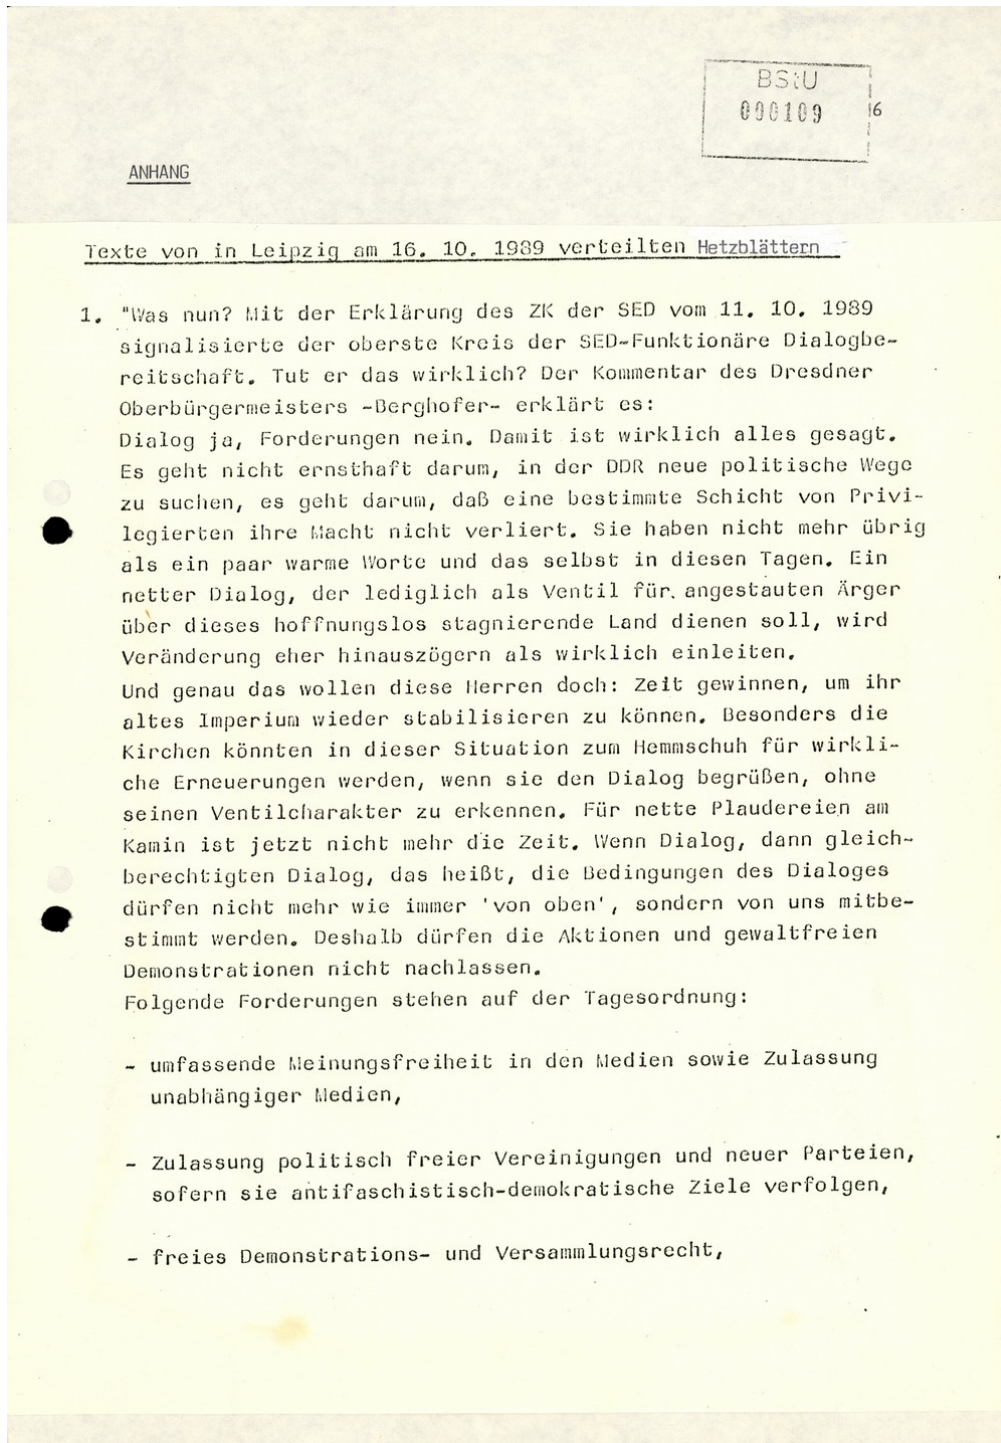 BStU
000109
16
ANHANG
Texte von in Leipzig am 16. 10. 1989 verteilten Hetzblättern
1. "Was nun? Mit der Erklärung des ZK der SED vom 11. 10. 1989
signalisierte der oberste Kreis der SED-Funktionäre Dialogbe-
reitschaft. Tut er das wirklich? Der Kommentar des Dresdner
Oberbürgermeisters -Berghofer- erklärt es:
Dialog ja, Forderungen nein. Damit ist wirklich alles gesagt.
Es geht nicht ernsthaft darum, in der DDR neue politische Wege
zu suchen, es geht darum, daß eine bestimmte Schicht von Privi-
legierten ihre Macht nicht verliert. Sie haben nicht mehr übrig
als ein paar warme Worte und das selbst in diesen Tagen. Ein
netter Dialog, der lediglich als Ventil für angestauten Ärger
über dieses hoffnungslos stagnierende Land dienen soll, wird
Veränderung eher hinauszögern als wirklich einleiten.
Und genau das wollen diese Herren doch: Zeit gewinnen, um ihr
altes Imperium wieder stabilisieren zu können. Besonders die
Kirchen könnten in dieser Situation zum Hemmschuh für wirkli-
che Erneuerungen werden, wenn sie den Dialog begrüßen, ohne
seinen Ventilcharakter zu erkennen. Für nette Plaudereien am
Kamin ist jetzt nicht mehr die Zeit. Wenn Dialog, dann gleich-
berechtigten Dialog, das heißt, die Bedingungen des Dialoges
dürfen nicht mehr wie immer 'von oben', sondern von uns mitbe-
stimmt werden. Deshalb dürfen die Aktionen und gewaltfreien
Demonstrationen nicht nachlassen.
Folgende Forderungen stehen auf der Tagesordnung:
- umfassende Meinungsfreiheit in den Medien sowie Zulassung
unabhängiger Medien,
- Zulassung politisch freier Vereinigungen und neuer Parteien,
sofern sie antifaschistisch-demokratische Ziele verfolgen,
- freies Demonstrations- und Versammlungsrecht,